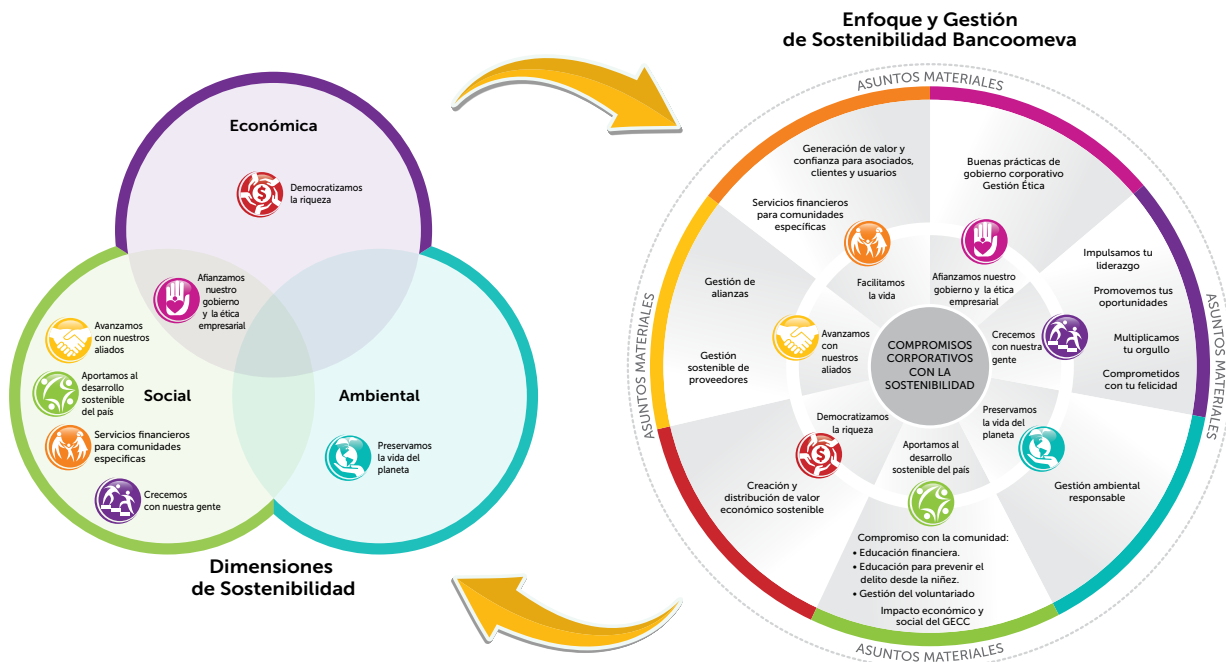 Económica
Democratizamos
la riqueza
Afianzamos
nuestro
gobierno
y la ética
empresarial
Avanzamos
con nuestros
aliados
Aportamos al
desarrollo
sostenible
del país
Social
Servicios financieros
para comunidades
especificas
Crecemos
con nuestra gente
Ambiental
Preservamos
la vida del
planeta
Dimensiones
de Sostenibilidad
Enfoque y Gestión
de Sostenibilidad Bancoomeva
ASUNTOS MATERIALES
ASUNTOS MATERIALES
ASUNTOS MATERIALES
ASUNTOS MATERIALES
Generación de valor y
confianza para asociados,
clientes y usuarios
Servicios financieros
para comunidades
específicas
Facilitamos
la vida
Buenas prácticas de
gobierno corporativo
Gestión Ética
Afianzamos nuestro
gobierno y la ética
empresarial
Impulsamos tu
liderazgo
Promovemos tus
oportunidades
Multiplicamos
tu orgullo
Comprometidos
con tu felicidad
Crecemos
con nuestra
gente
Gestión de
alianzas
Gestión
sostenible de
proveedores
Avanzamos
con
nuestros
aliados
COMPROMISOS
CORPORATIVOS
CON LA
SOSTENIBILIDAD
Preservamos
la vida del
planeta
Gestión ambiental
responsable
Democratizamos
la riqueza
Creación y
distribución de valor
económico sostenible
Aportamos al
desarrollo
sostenible del país
Compromiso con la comunidad:
• Educación financiera.
• Educación para prevenir el
delito desde la niñez.
• Gestión del voluntariado
Impacto económico y
social del GECC